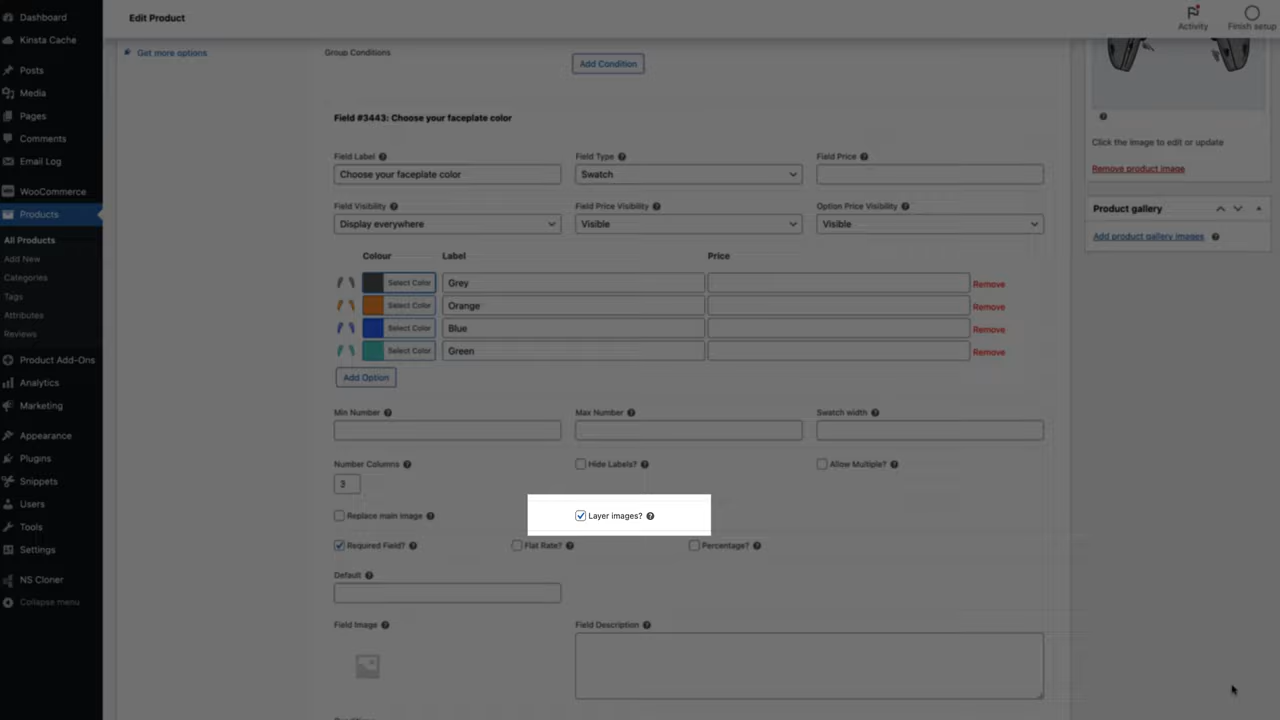 Dashboard
Kinsta Cache
Posts
Media
Pages
Comments
Email Log
WooCommerce
Products
All Products
Add New
Categories
Tags
Attributes
Reviews
Product Add-Ons
Analytics
Marketing
Appearance
Plugins
Snippets
Users
Tools
Settings
NS Cloner
Collapse menu
Edit Product
Activity
Finish setup
Get more options
Group Conditions
Add Condition
Field #3443: Choose your faceplate color
Field Label
Field Type
Field Price
Choose your faceplate color
Swatch
Field Visibility
Field Price Visibility
Option Price Visibility
Display everywhere
Visible
Visible
Colour
Label
Price
Select Color
Grey
Remove
Select Color
Orange
Remove
Select Color
Blue
Remove
Select Color
Green
Remove
Add Option
Min Number
Max Number
Swatch width
Number Columns
Hide Labels?
Allow Multiple?
3
Replace main image
Layer images?
Required Field?
Flat Rate?
Percentage?
Default
Field Image
Field Description
Click the image to edit or update
Remove product image
Product gallery
Add product gallery images